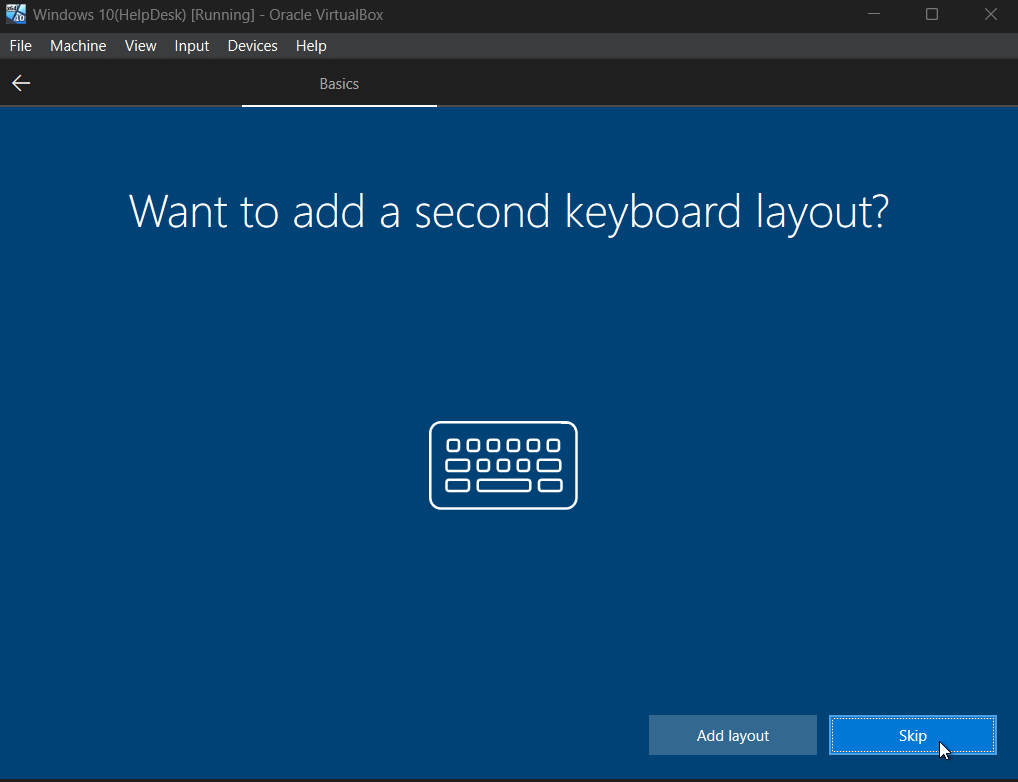 Windows 10(HelpDesk) [Running] - Oracle VirtualBox
File Machine View Input Devices Help
Basics
Want to add a second keyboard layout?
Add layout Skip